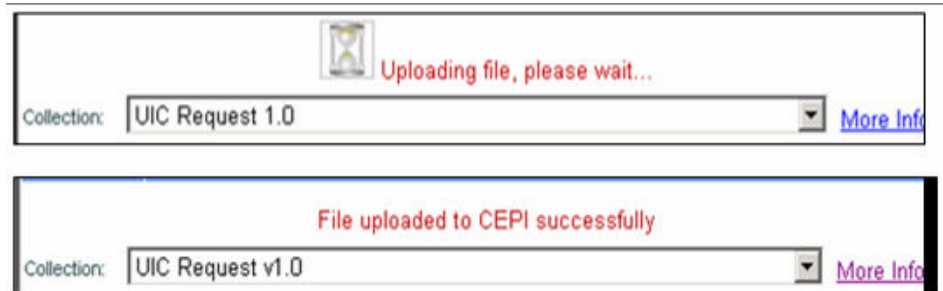 Uploading file, please wait...
Collection: UIC Request 1.0 More Info
File uploaded to CEPI successfully
Collection: UIC Request v1.0 More Info